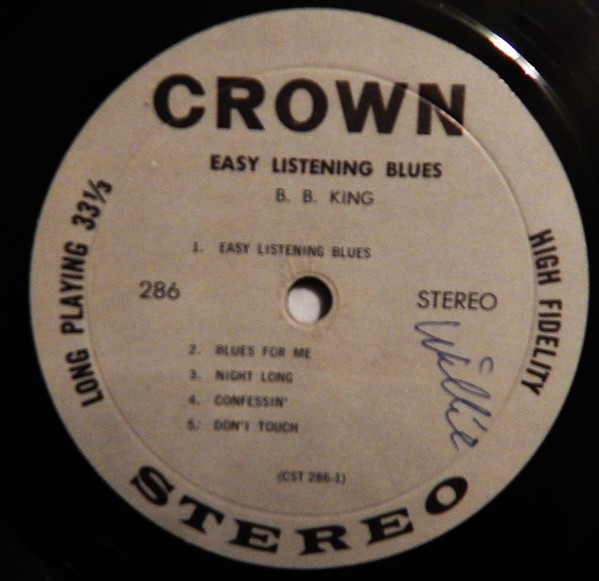 CROWN
EASY LISTENING BLUES
B. B. KING
1. EASY LISTENING BLUES
LONG PLAYING 33⅓
286
STEREO
HIGH FIDELITY
Willie
2. BLUES FOR ME
3. NIGHT LONG
4. CONFESSIN'
5. DON'T TOUCH
(CST 286-1)
STEREO